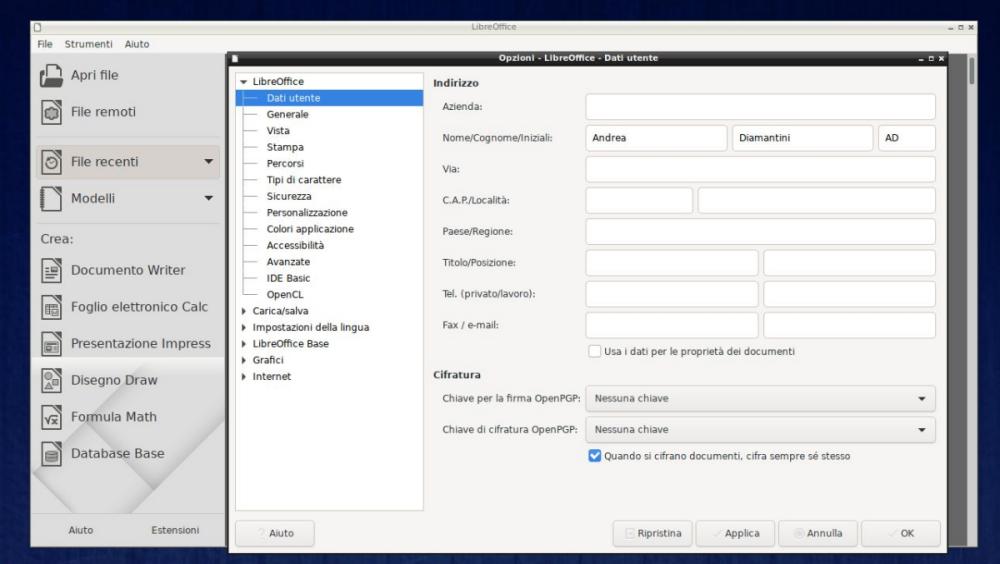 LibreOffice
File Strumenti Aiuto
Apri file
File remoti
File recenti
Modelli
Crea:
Documento Writer
Foglio elettronico Calc
Presentazione Impress
Disegno Draw
Formula Math
Database Base
Aiuto Estensioni
Opzioni - LibreOffice - Dati utente
LibreOffice
Dati utente
Generale
Vista
Stampa
Percorsi
Tipi di carattere
Sicurezza
Personalizzazione
Colori applicazione
Accessibilità
Avanzate
IDE Basic
OpenCL
Carica/salva
Impostazioni della lingua
LibreOffice Base
Grafici
Internet
Indirizzo
Azienda:
Nome/Cognome/Iniziali: Andrea Diamantini AD
Via:
C.A.P./Località:
Paese/Regione:
Titolo/Posizione:
Tel. (privato/lavoro):
Fax / e-mail:
Usa i dati per le proprietà dei documenti
Cifratura
Chiave per la firma OpenPGP: Nessuna chiave
Chiave di cifratura OpenPGP: Nessuna chiave
Quando si cifrano documenti, cifra sempre sé stesso
Aiuto Ripristina Applica Annulla OK